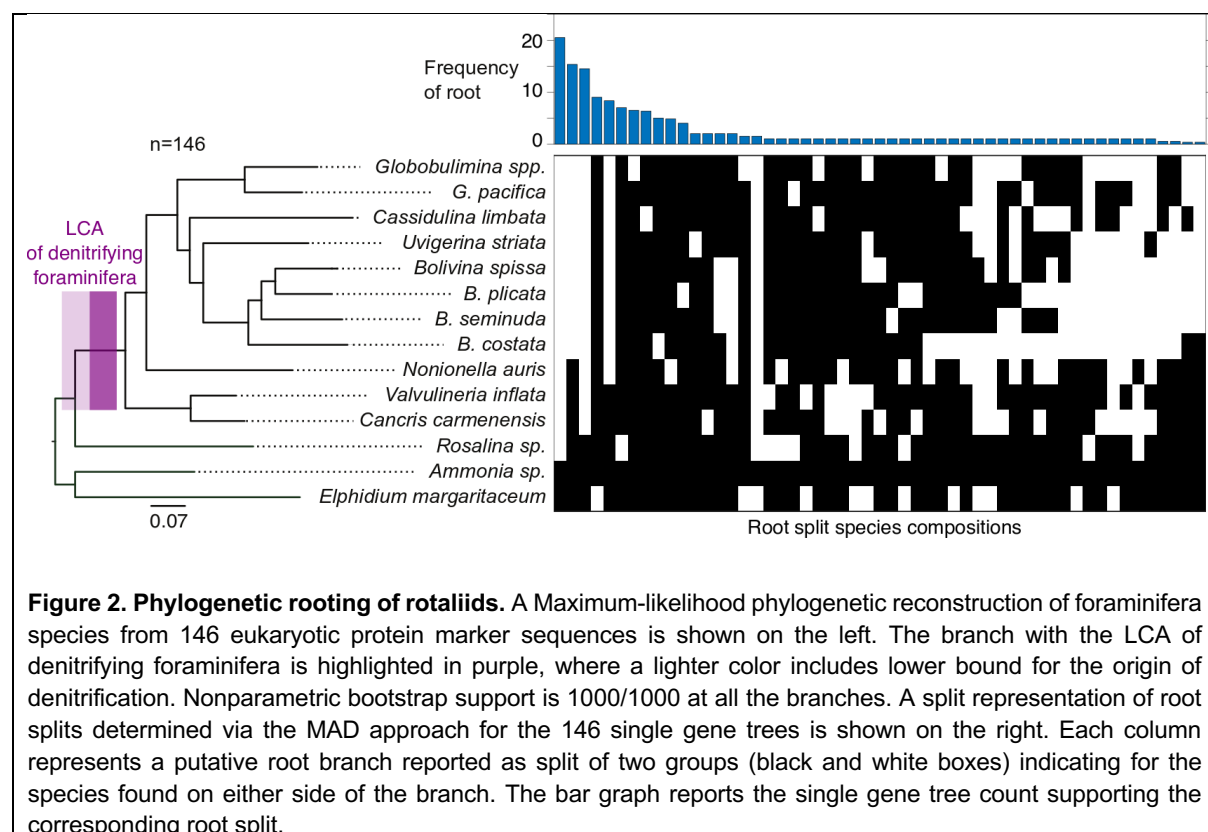 20
Frequency
of root
10
0
n=146
Globobulimina spp.
G. pacifica
Cassidulina limbata
LCA
of denitrifying
foraminifera
Uvigerina striata
Bolivina spissa
B. plicata
B. seminuda
B. costata
Nonionella auris
Valvulineria inflata
Cancris carmenensis
Rosalina sp.
Ammonia sp.
Elphidium margaritaceum
0.07
Root split species compositions
Figure 2. Phylogenetic rooting of rotaliids. A Maximum-likelihood phylogenetic reconstruction of foraminifera
species from 146 eukaryotic protein marker sequences is shown on the left. The branch with the LCA of
denitrifying foraminifera is highlighted in purple, where a lighter color includes lower bound for the origin of
denitrification. Nonparametric bootstrap support is 1000/1000 at all the branches. A split representation of root
splits determined via the MAD approach for the 146 single gene trees is shown on the right. Each column
represents a putative root branch reported as split of two groups (black and white boxes) indicating for the
species found on either side of the branch. The bar graph reports the single gene tree count supporting the
corresponding root split.